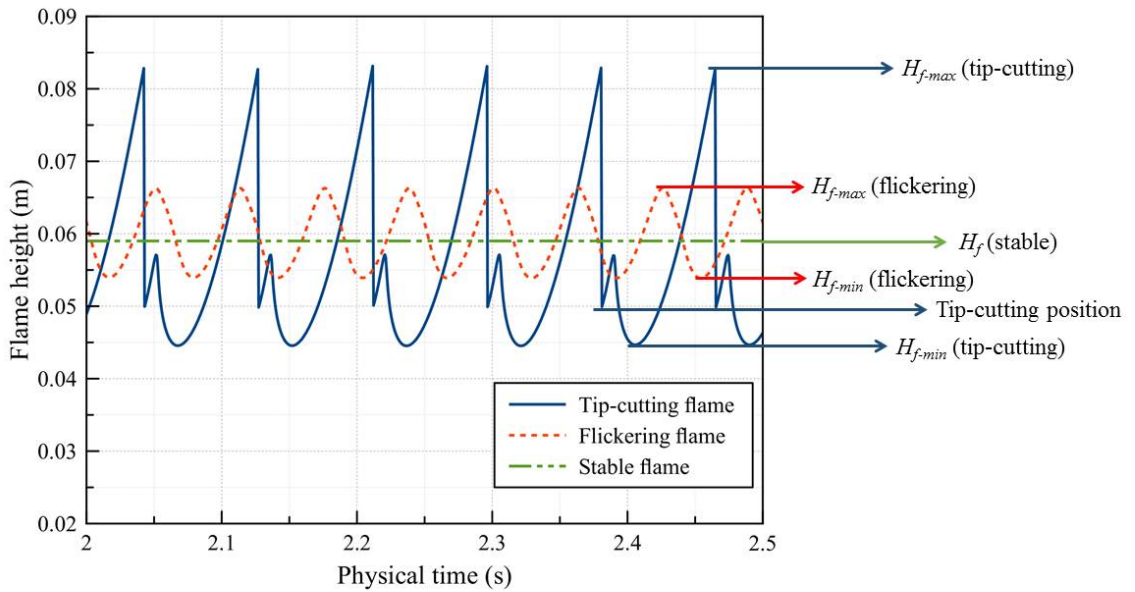 0.09
0.08
0.07
0.06
0.05
0.04
0.03
0.02
Flame height (m)
2
2.1
2.2
2.3
2.4
2.5
Physical time (s)
Tip-cutting flame
Flickering flame
Stable flame
Hf-max (tip-cutting)
Hf-max (flickering)
Hf (stable)
Hf-min (flickering)
Tip-cutting position
Hf-min (tip-cutting)